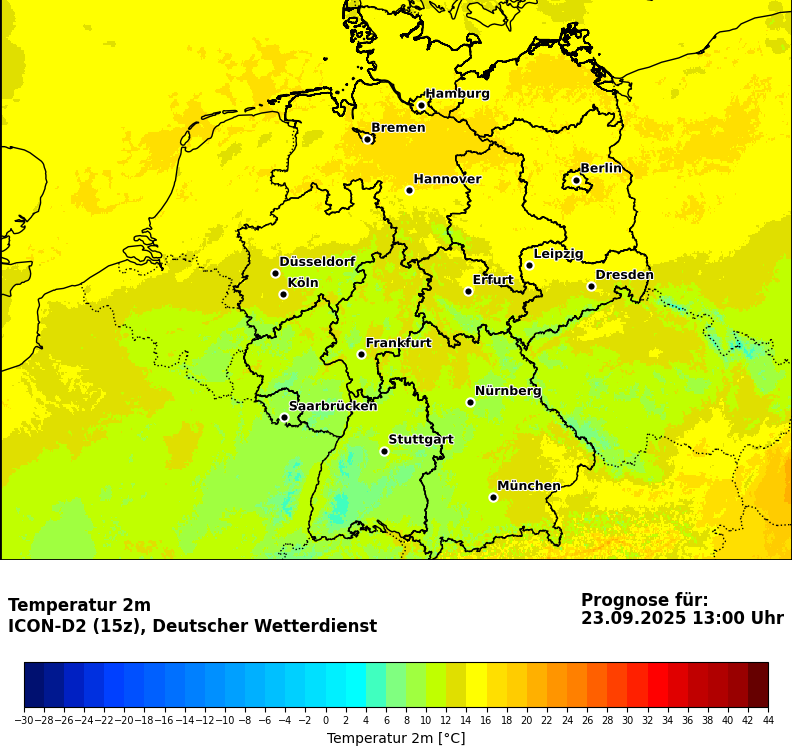 Hamburg
Bremen
Berlin
Hannover
Leipzig
Düsseldorf
Dresden
Erfurt
Köln
Frankfurt
Nürnberg
Saarbrücken
Stuttgart
München
Temperatur 2m
ICON-D2 (15z), Deutscher Wetterdienst
Prognose für:
23.09.2025 13:00 Uhr
−30 −28 −26 −24 −22 −20 −18 −16 −14 −12 −10 −8 −6 −4 −2 0 2 4 6 8 10 12 14 16 18 20 22 24 26 28 30 32 34 36 38 40 42 44
Temperatur 2m [°C]